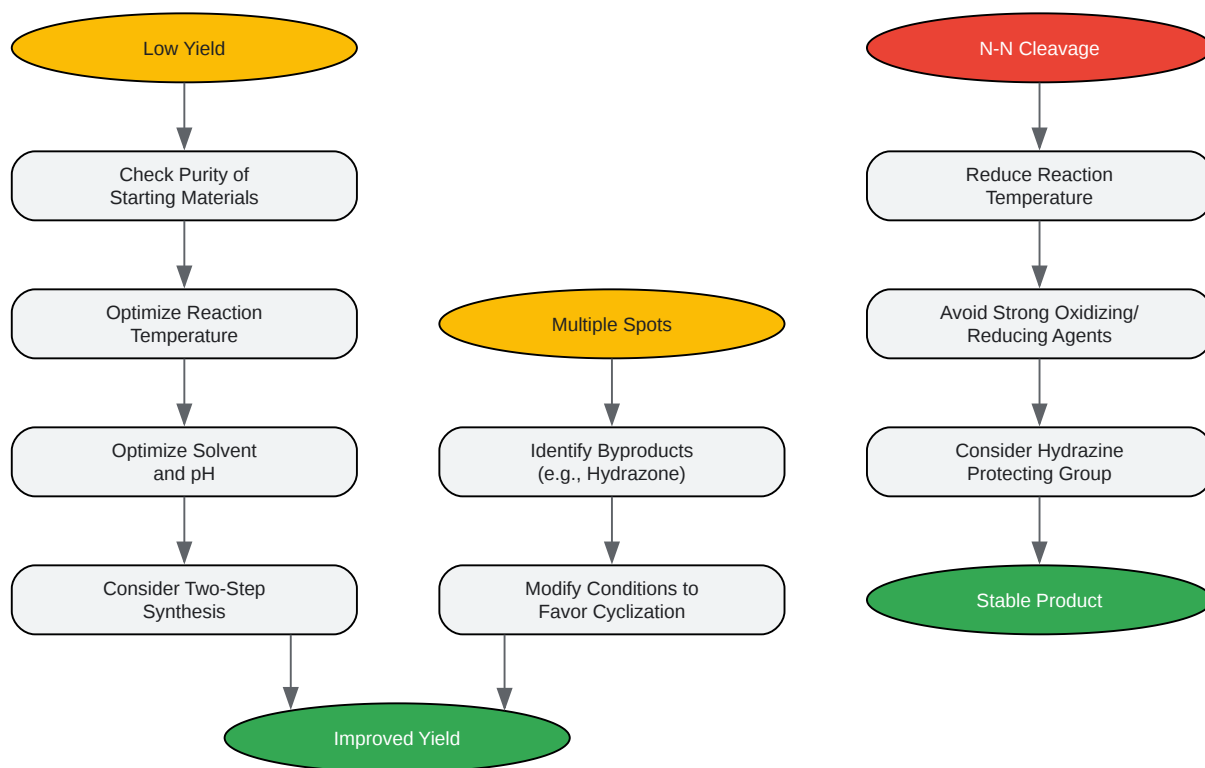 Low Yield
Check Purity of
Starting Materials
Optimize Reaction
Temperature
Optimize Solvent
and pH
Consider Two-Step
Synthesis
Multiple Spots
Identify Byproducts
(e.g., Hydrazone)
Modify Conditions to
Favor Cyclization
Improved Yield
N-N Cleavage
Reduce Reaction
Temperature
Avoid Strong Oxidizing/
Reducing Agents
Consider Hydrazine
Protecting Group
Stable Product